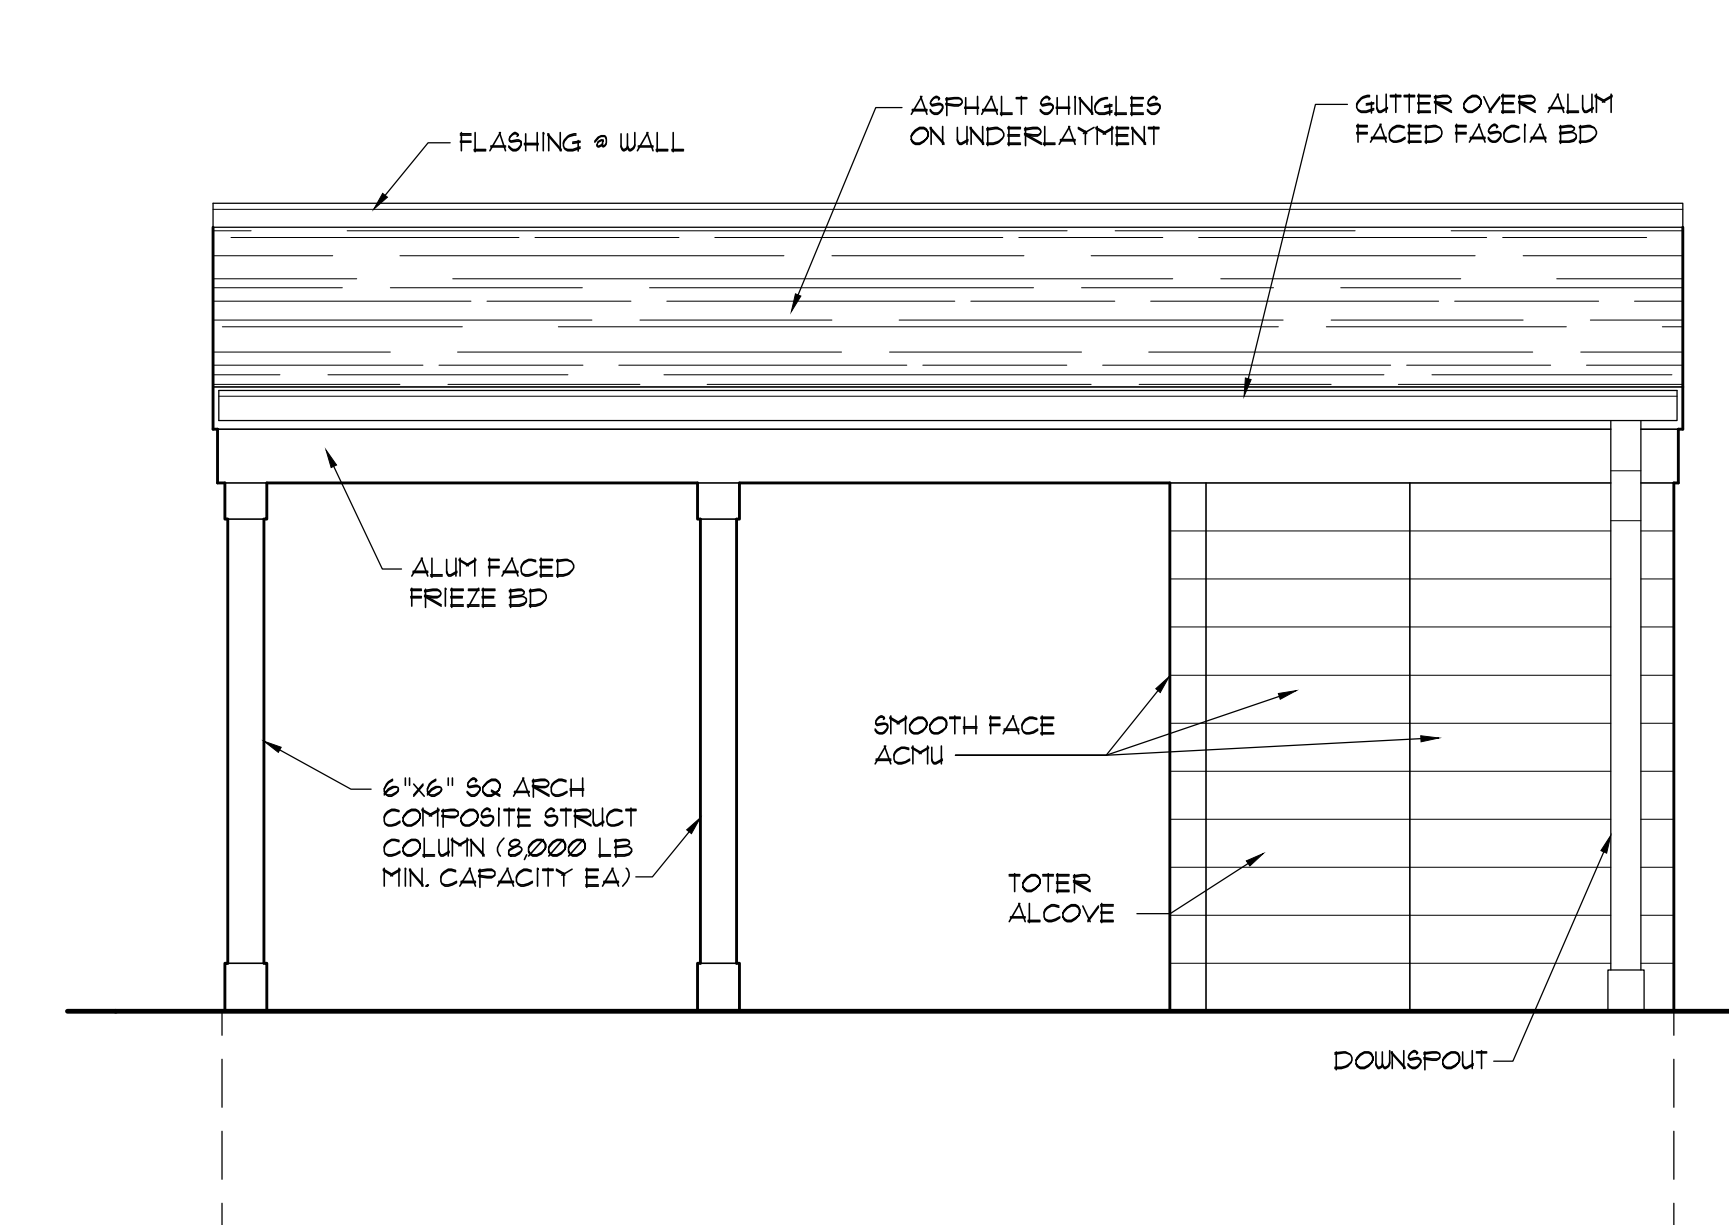 FLASHING @ WALL
ASPHALT SHINGLES
ON UNDERLAYMENT
GUTTER OVER ALUM
FACED FASCIA BD
ALUM FACED
FRIEZE BD
SMOOTH FACE
ACMU
6"x6" SQ ARCH
COMPOSITE STRUCT
COLUMN (8,000 LB
MIN. CAPACITY EA)
TOTER
ALCOVE
DOWNSPOUT